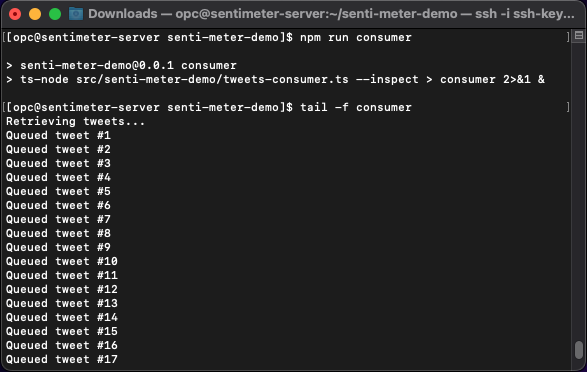 Downloads — opc@sentimeter-server:~/senti-meter-demo — ssh -i ssh-key...
[[opc@sentimeter-server senti-meter-demo]$ npm run consumer ]

> senti-meter-demo@0.0.1 consumer
> ts-node src/senti-meter-demo/tweets-consumer.ts --inspect > consumer 2>&1 &

[[opc@sentimeter-server senti-meter-demo]$ tail -f consumer ]
Retrieving tweets...
Queued tweet #1
Queued tweet #2
Queued tweet #3
Queued tweet #4
Queued tweet #5
Queued tweet #6
Queued tweet #7
Queued tweet #8
Queued tweet #9
Queued tweet #10
Queued tweet #11
Queued tweet #12
Queued tweet #13
Queued tweet #14
Queued tweet #15
Queued tweet #16
Queued tweet #17